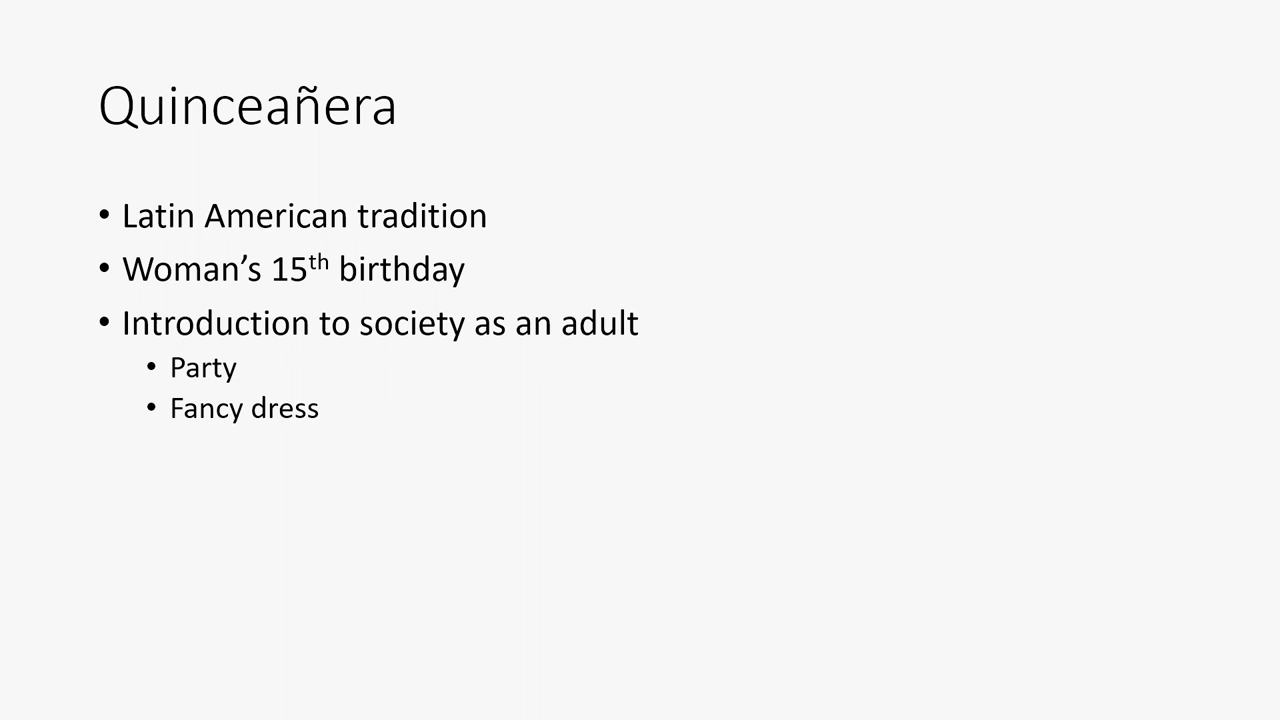 Quinceañera
• Latin American tradition
• Woman’s 15th birthday
• Introduction to society as an adult
• Party
• Fancy dress